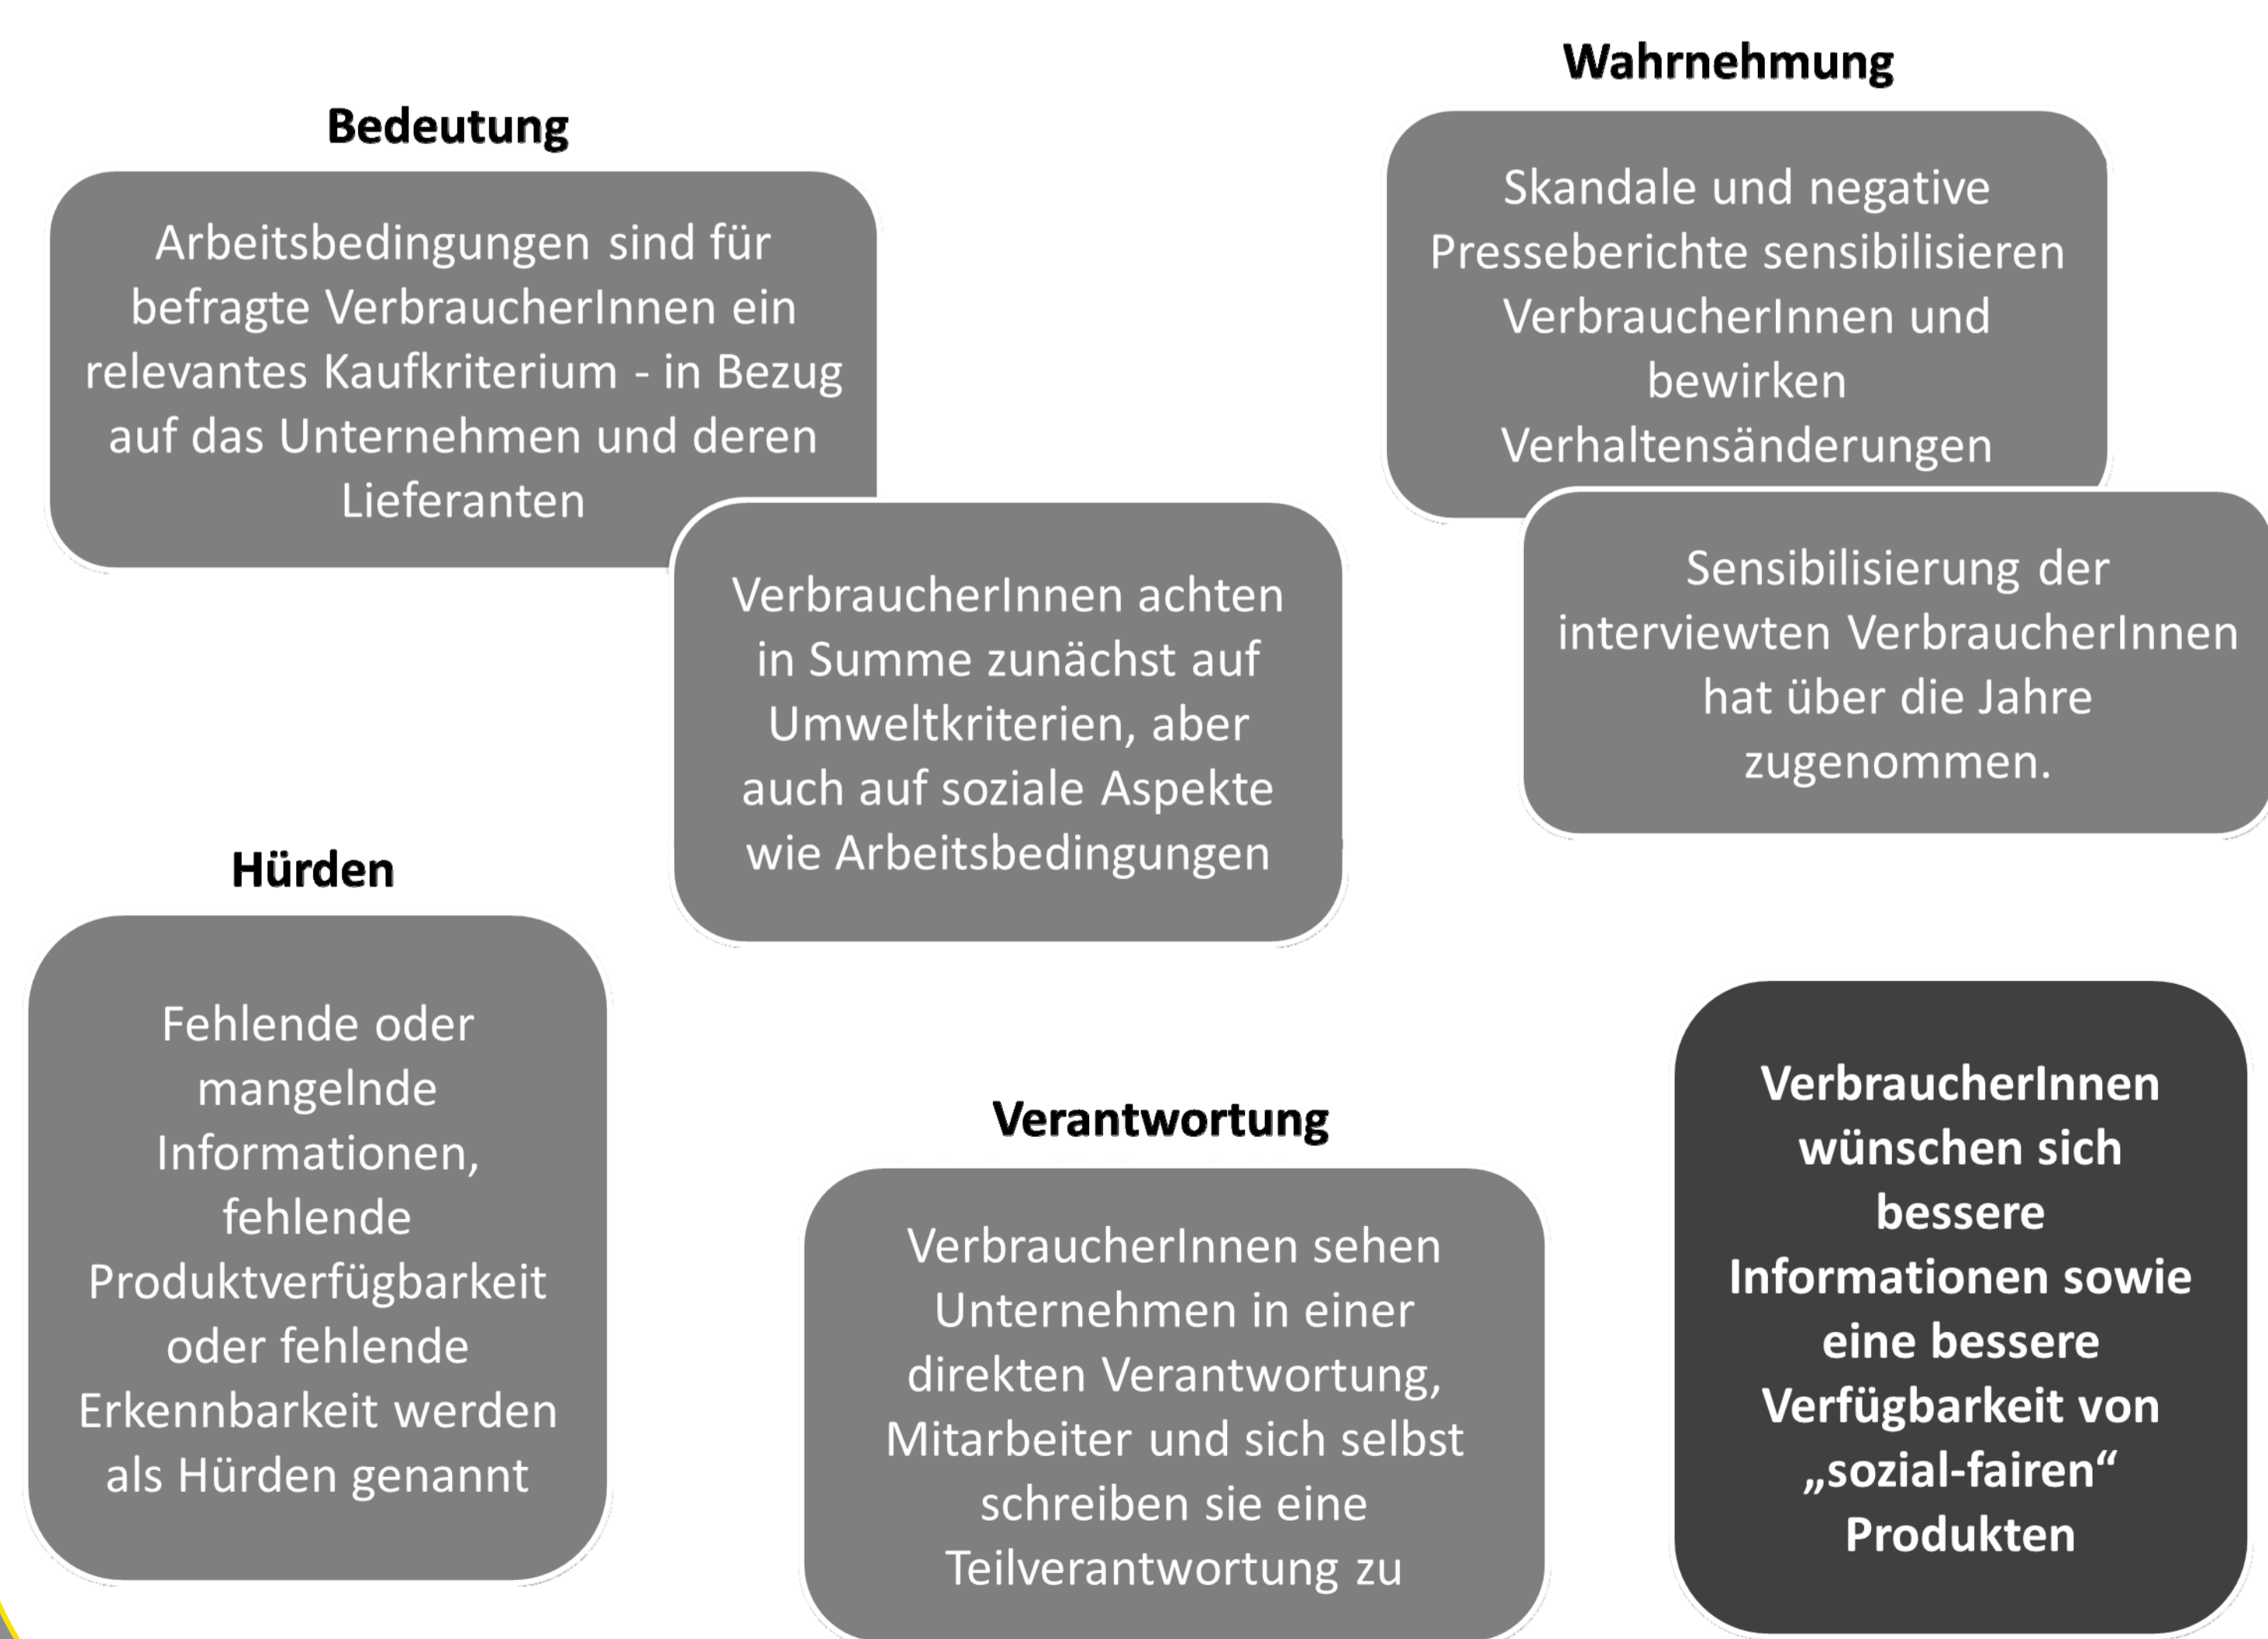 Bedeutung
Arbeitsbedingungen sind für
befragte VerbraucherInnen ein
relevantes Kaufkriterium - in Bezug
auf das Unternehmen und deren
Lieferanten
VerbraucherInnen achten
in Summe zunächst auf
Umweltkriterien, aber
auch auf soziale Aspekte
wie Arbeitsbedingungen
Wahrnehmung
Skandale und negative
Presseberichte sensibilisieren
VerbraucherInnen und
bewirken
Verhaltensänderungen
Sensibilisierung der
interviewten VerbraucherInnen
hat über die Jahre
zugenommen.
Hürden
Fehlende oder
mangelnde
Informationen,
fehlende
Produktverfügbarkeit
oder fehlende
Erkennbarkeit werden
als Hürden genannt
Verantwortung
VerbraucherInnen sehen
Unternehmen in einer
direkten Verantwortung,
Mitarbeiter und sich selbst
schreiben sie eine
Teilverantwortung zu
VerbraucherInnen
wünschen sich
bessere
Informationen sowie
eine bessere
Verfügbarkeit von
„sozial-fairen“
Produkten